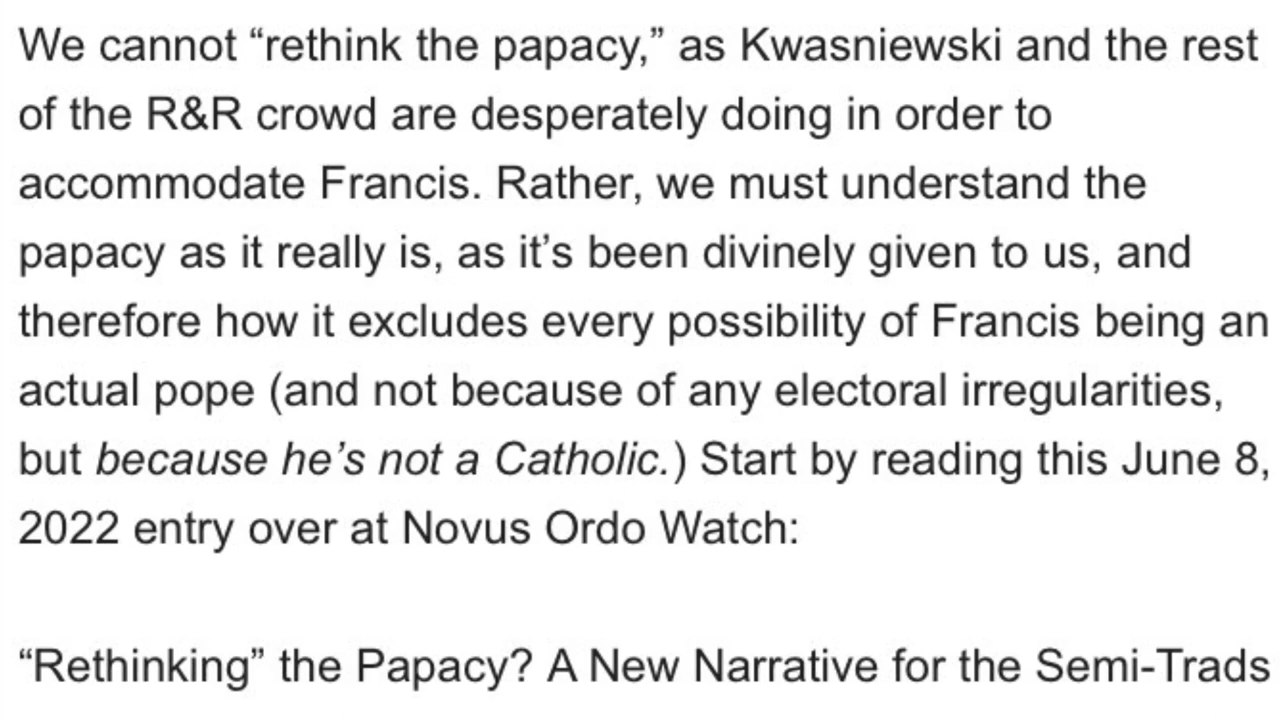 We cannot “rethink the papacy,” as Kwasniewski and the rest
of the R&R crowd are desperately doing in order to
accommodate Francis. Rather, we must understand the
papacy as it really is, as it’s been divinely given to us, and
therefore how it excludes every possibility of Francis being an
actual pope (and not because of any electoral irregularities,
but because he’s not a Catholic.) Start by reading this June 8,
2022 entry over at Novus Ordo Watch:
“Rethinking” the Papacy? A New Narrative for the Semi-Trads